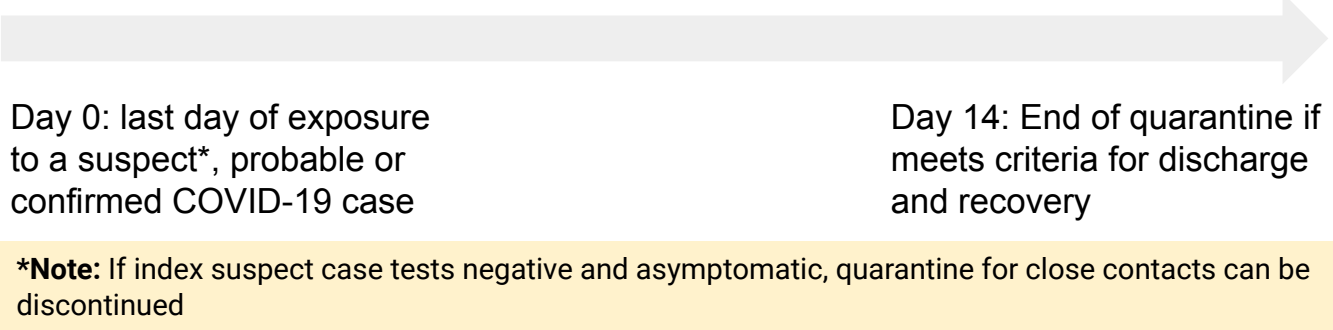 Day 0: last day of exposure
to a suspect*, probable or
confirmed COVID-19 case
Day 14: End of quarantine if
meets criteria for discharge
and recovery
*Note: If index suspect case tests negative and asymptomatic, quarantine for close contacts can be
discontinued